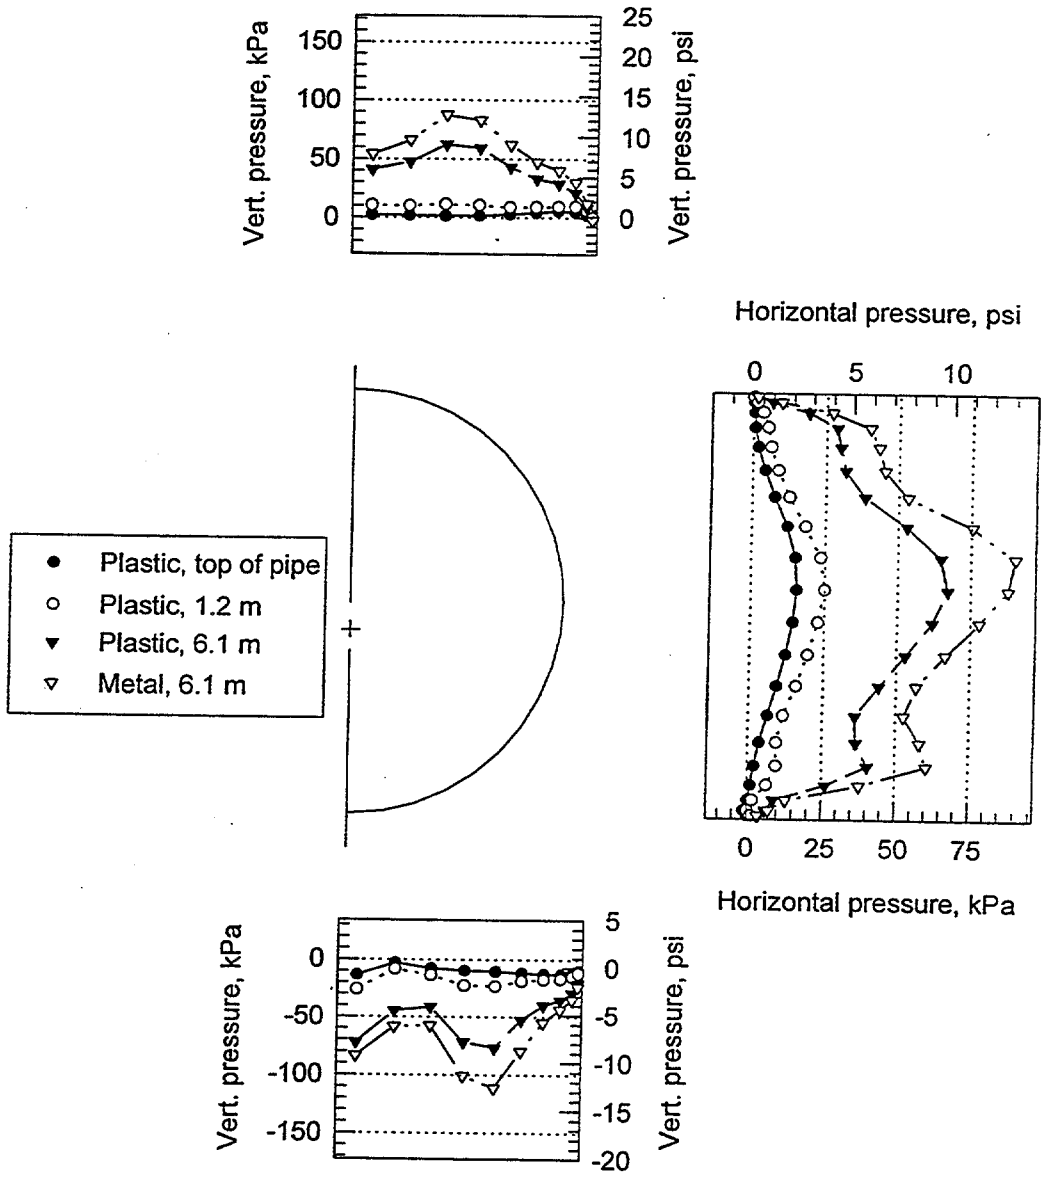 Vert. pressure, kPa
150
100
50
0
25
20
15
10
5
0
Vert. pressure, psi
Horizontal pressure, psi
0 5 10
Plastic, top of pipe
Plastic, 1.2 m
Plastic, 6.1 m
Metal, 6.1 m
0 25 50 75
Horizontal pressure, kPa
Vert. pressure, kPa
0
-50
-100
-150
5
0
-5
-10
-15
-20
Vert. pressure, psi